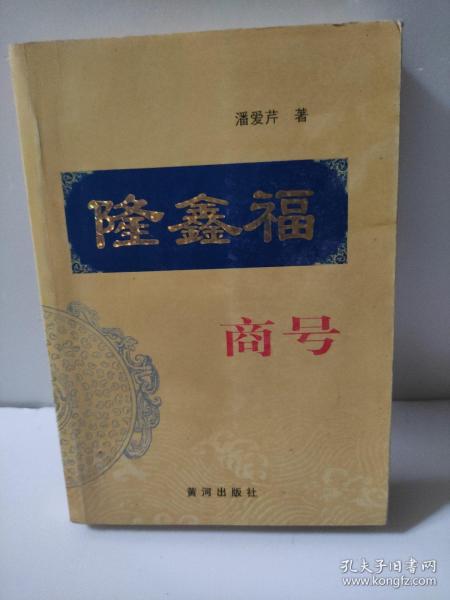 潘爱芹 著
隆鑫福
商号
黄河出版社
孔夫子旧书网
www.kongfz.com